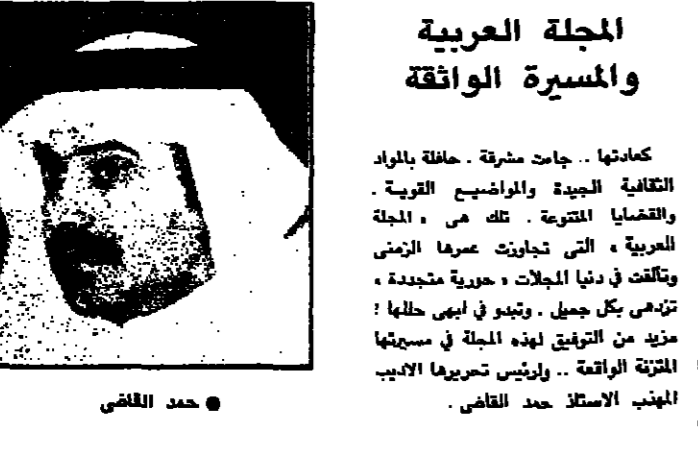 المجلة العربية
والمسيرة الواثقة
كعادتها .. جاءت مشرقة . حافلة بالمواد
الثقافية الجيدة والمواضيع القوية .
والقضايا المتنوعة . تلك هى « المجلة
العربية » التى تجاوزت عمرها الزمنى
وتألقت في دنيا المجلات « حورية متجددة »
تزدهى بكل جميل . وتبدو في ابهى حللها !
مزيد من التوفيق لهذه المجلة في مسيرتها
المتزنة الواقعة .. ولرئيس تحريرها الاديب
المهذب الاستاذ حمد القاضى .
● حمد القاضى